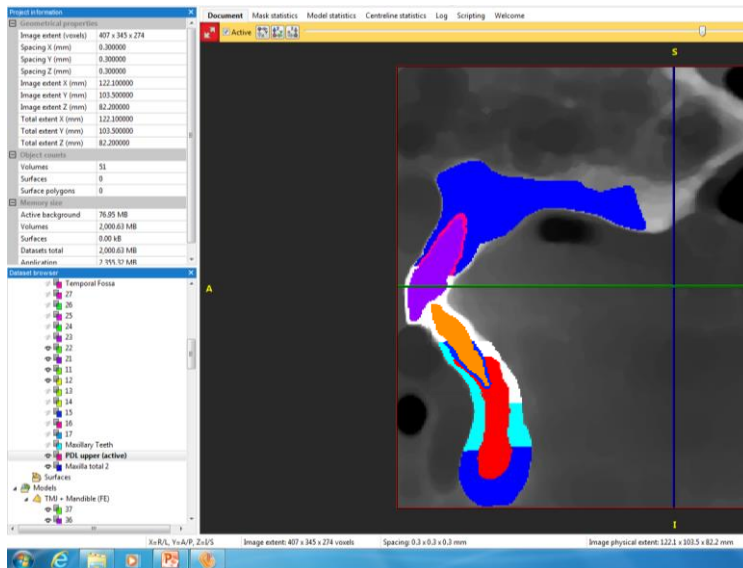 Project information
Geometrical properties
Image extent (voxels) 407 x 345 x 274
Spacing X (mm) 0.300000
Spacing Y (mm) 0.300000
Spacing Z (mm) 0.300000
Image extent X (mm) 122.100000
Image extent Y (mm) 103.500000
Image extent Z (mm) 82.200000
Total extent X (mm) 122.100000
Total extent Y (mm) 103.500000
Total extent Z (mm) 82.200000
Object counts
Volumes 51
Surfaces 0
Surface polygons 0
Memory size
Active background 76.95 MB
Volumes 2,000.63 MB
Surfaces 0.00 kB
Datasets total 2,000.63 MB
Application 2,355.32 MB
Dataset browser
Temporal Fossa
27
26
25
24
23
22
21
11
12
13
14
15
16
17
Maxillary Teeth
PDL upper (active)
Maxilla total 2
Surfaces
Models
TMJ + Mandible (FE)
37
36
Document Mask statistics Model statistics Centreline statistics Log Scripting Welcome
Active
S
A
I
X=R/L, Y=A/P, Z=I/S Image extent: 407 x 345 x 274 voxels Spacing: 0.3 x 0.3 x 0.3 mm Image physical extent: 122.1 x 103.5 x 82.2 mm